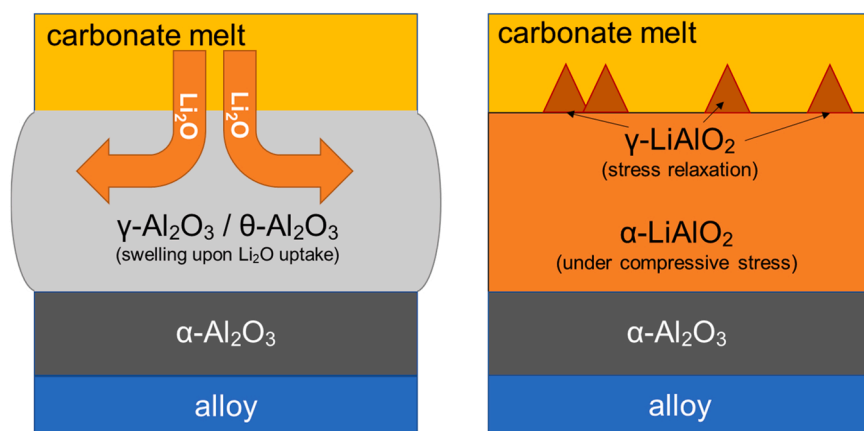 carbonate melt
Li₂O
Li₂O
γ-Al₂O₃ / θ-Al₂O₃
(swelling upon Li₂O uptake)
α-Al₂O₃
alloy
carbonate melt
γ-LiAlO₂
(stress relaxation)
α-LiAlO₂
(under compressive stress)
α-Al₂O₃
alloy